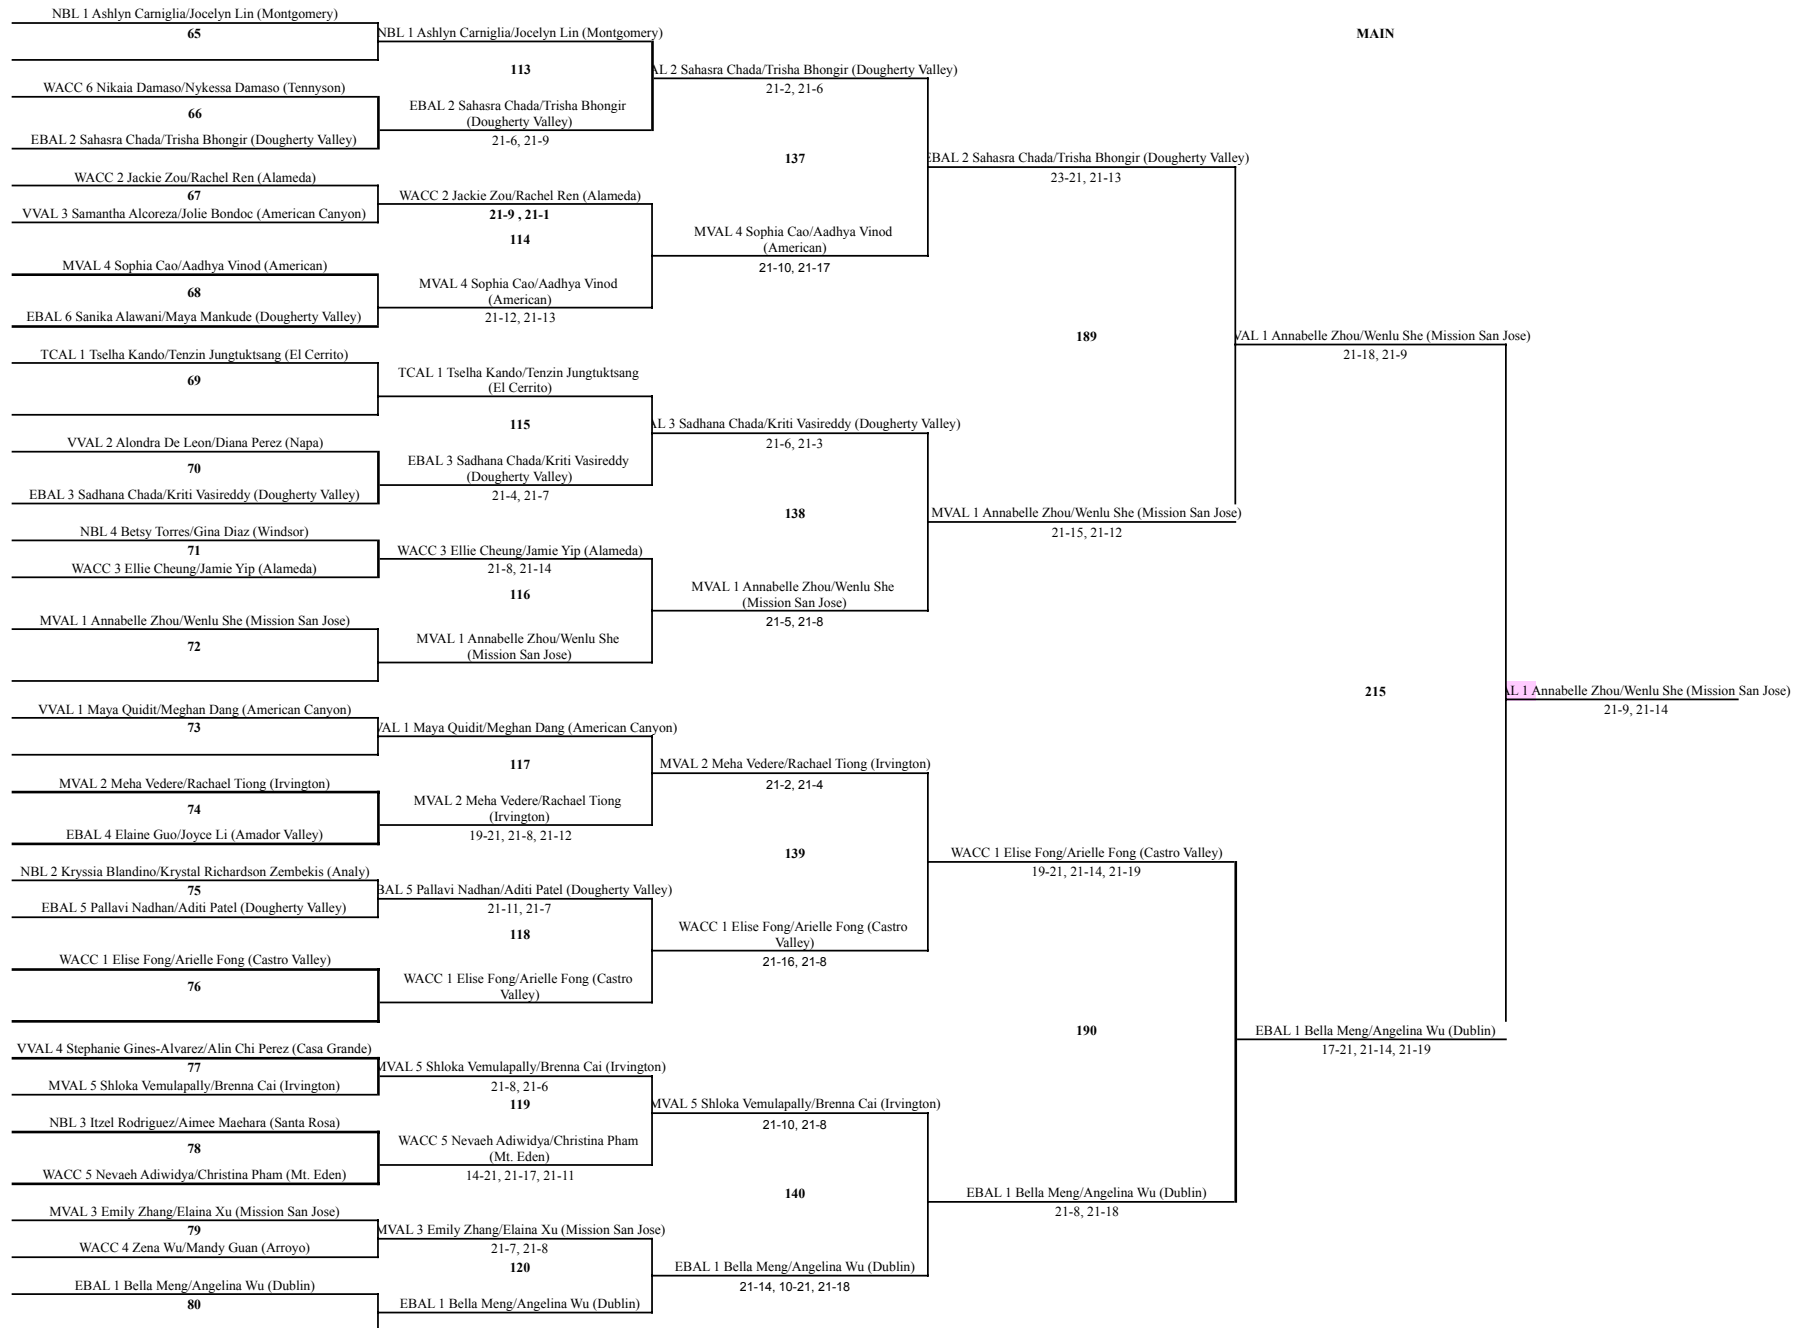 NBL 1 Ashlyn Carniglia/Jocelyn Lin (Montgomery)
65
WACC 6 Nikaia Damaso/Nykessa Damaso (Tennyson)
66
EBAL 2 Sahasra Chada/Trisha Bhongir (Dougherty Valley)
WACC 2 Jackie Zou/Rachel Ren (Alameda)
67
VVAL 3 Samantha Alcoreza/Jolie Bondoc (American Canyon)
MVAL 4 Sophia Cao/Aadhya Vinod (American)
68
EBAL 6 Sanika Alawani/Maya Mankude (Dougherty Valley)
TCAL 1 Tselha Kando/Tenzin Jungtuktsang (El Cerrito)
69
VVAL 2 Alondra De Leon/Diana Perez (Napa)
70
EBAL 3 Sadhana Chada/Kriti Vasireddy (Dougherty Valley)
NBL 4 Betsy Torres/Gina Diaz (Windsor)
71
WACC 3 Ellie Cheung/Jamie Yip (Alameda)
MVAL 1 Annabelle Zhou/Wenlu She (Mission San Jose)
72
VVAL 1 Maya Quidit/Meghan Dang (American Canyon)
73
MVAL 2 Meha Vedere/Rachael Tiong (Irvington)
74
EBAL 4 Elaine Guo/Joyce Li (Amador Valley)
NBL 2 Kryssia Blandino/Krystal Richardson Zembekis (Analy)
75
EBAL 5 Pallavi Nadhan/Aditi Patel (Dougherty Valley)
WACC 1 Elise Fong/Arielle Fong (Castro Valley)
76
VVAL 4 Stephanie Gines-Alvarez/Alin Chi Perez (Casa Grande)
77
MVAL 5 Shloka Vemulapally/Brenna Cai (Irvington)
NBL 3 Itzel Rodriguez/Aimee Maehara (Santa Rosa)
78
WACC 5 Nevaeh Adiwidya/Christina Pham (Mt. Eden)
MVAL 3 Emily Zhang/Elaina Xu (Mission San Jose)
79
WACC 4 Zena Wu/Mandy Guan (Arroyo)
EBAL 1 Bella Meng/Angelina Wu (Dublin)
80
NBL 1 Ashlyn Carniglia/Jocelyn Lin (Montgomery)
113
EBAL 2 Sahasra Chada/Trisha Bhongir
(Dougherty Valley)
21-6, 21-9
WACC 2 Jackie Zou/Rachel Ren (Alameda)
21-9 , 21-1
114
MVAL 4 Sophia Cao/Aadhya Vinod
(American)
21-12, 21-13
TCAL 1 Tselha Kando/Tenzin Jungtuktsang
(El Cerrito)
115
EBAL 3 Sadhana Chada/Kriti Vasireddy
(Dougherty Valley)
21-4, 21-7
WACC 3 Ellie Cheung/Jamie Yip (Alameda)
21-8, 21-14
116
MVAL 1 Annabelle Zhou/Wenlu She
(Mission San Jose)
VAL 1 Maya Quidit/Meghan Dang (American Canyon)
117
MVAL 2 Meha Vedere/Rachael Tiong
(Irvington)
19-21, 21-8, 21-12
BAL 5 Pallavi Nadhan/Aditi Patel (Dougherty Valley)
21-11, 21-7
118
WACC 1 Elise Fong/Arielle Fong (Castro
Valley)
MVAL 5 Shloka Vemulapally/Brenna Cai (Irvington)
21-8, 21-6
119
WACC 5 Nevaeh Adiwidya/Christina Pham
(Mt. Eden)
14-21, 21-17, 21-11
MVAL 3 Emily Zhang/Elaina Xu (Mission San Jose)
21-7, 21-8
120
EBAL 1 Bella Meng/Angelina Wu (Dublin)
AL 2 Sahasra Chada/Trisha Bhongir (Dougherty Valley)
21-2, 21-6
137
MVAL 4 Sophia Cao/Aadhya Vinod
(American)
21-10, 21-17
AL 3 Sadhana Chada/Kriti Vasireddy (Dougherty Valley)
21-6, 21-3
138
MVAL 1 Annabelle Zhou/Wenlu She
(Mission San Jose)
21-5, 21-8
MVAL 2 Meha Vedere/Rachael Tiong (Irvington)
21-2, 21-4
139
WACC 1 Elise Fong/Arielle Fong (Castro
Valley)
21-16, 21-8
MVAL 5 Shloka Vemulapally/Brenna Cai (Irvington)
21-10, 21-8
140
EBAL 1 Bella Meng/Angelina Wu (Dublin)
21-14, 10-21, 21-18
EBAL 2 Sahasra Chada/Trisha Bhongir (Dougherty Valley)
23-21, 21-13
189
MVAL 1 Annabelle Zhou/Wenlu She (Mission San Jose)
21-15, 21-12
WACC 1 Elise Fong/Arielle Fong (Castro Valley)
19-21, 21-14, 21-19
190
EBAL 1 Bella Meng/Angelina Wu (Dublin)
21-8, 21-18
MAIN
VAL 1 Annabelle Zhou/Wenlu She (Mission San Jose)
21-18, 21-9
215
EBAL 1 Bella Meng/Angelina Wu (Dublin)
17-21, 21-14, 21-19
AL 1 Annabelle Zhou/Wenlu She (Mission San Jose)
21-9, 21-14